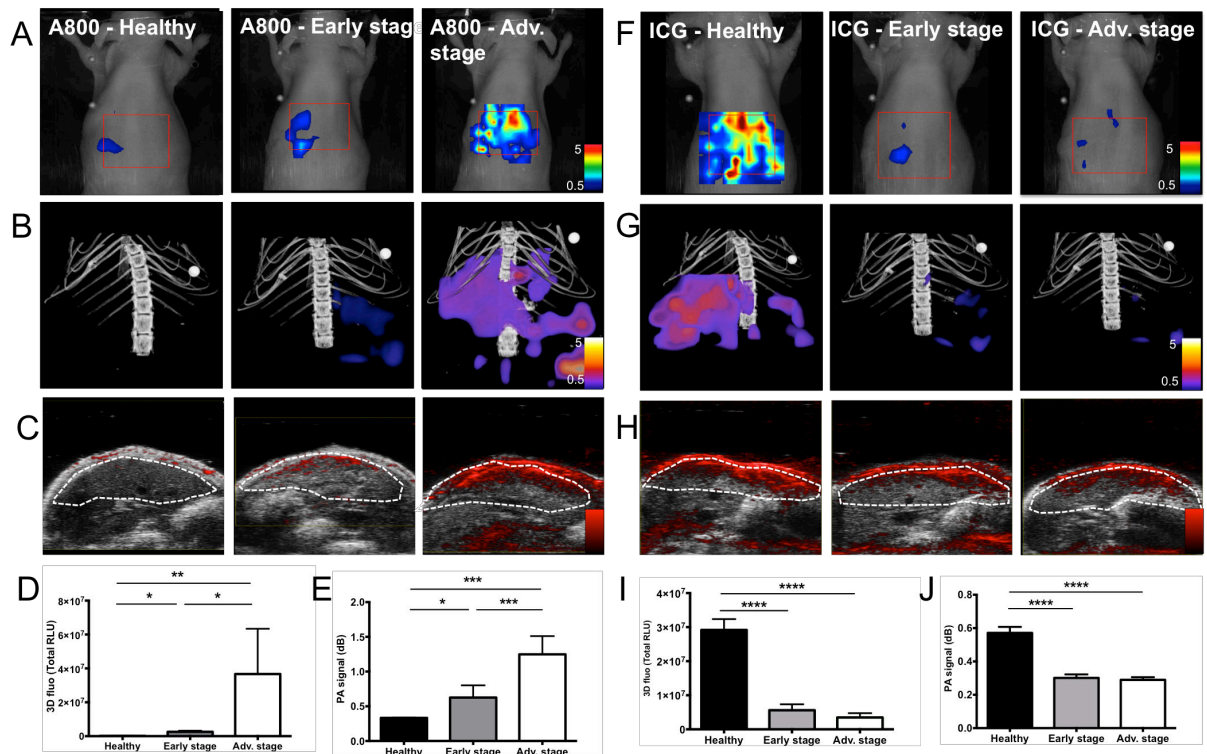 A
A800 - Healthy
A800 - Early stage
A800 - Adv.
stage
5
0.5
F
ICG - Healthy
ICG - Early stage
ICG - Adv. stage
5
0.5
B
5
0.5
G
5
0.5
C
H
D
**
*
*
3D fluo (Total RLU)
8×10⁷
6×10⁷
4×10⁷
2×10⁷
0
Healthy
Early stage
Adv. stage
E
***
*
***
PA signal (dB)
2.0
1.5
1.0
0.5
0.0
Healthy
Early stage
Adv. stage
I
****
****
3D fluo (Total RLU)
4×10⁷
3×10⁷
2×10⁷
1×10⁷
0
Healthy
Early stage
Adv. stage
J
****
****
PA signal (dB)
0.8
0.6
0.4
0.2
0.0
Healthy
Early stage
Adv. stage